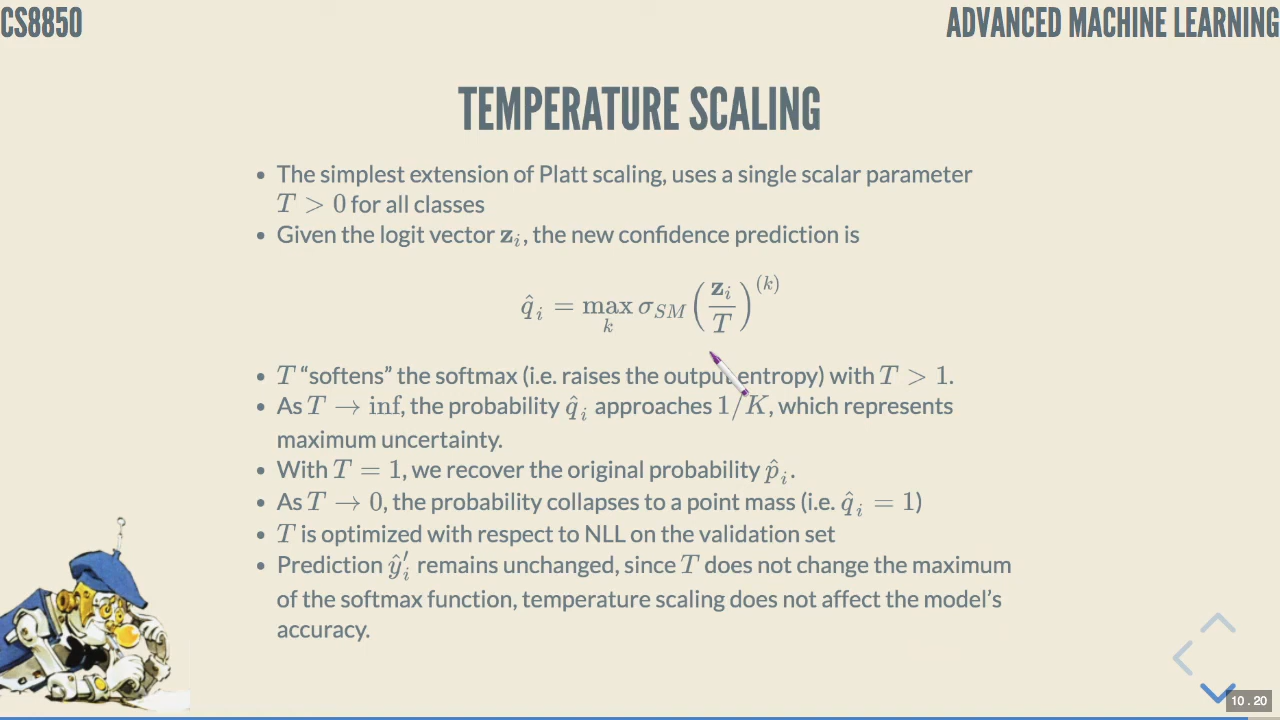 CS8850
ADVANCED MACHINE LEARNING
TEMPERATURE SCALING
• The simplest extension of Platt scaling, uses a single scalar parameter
T > 0 for all classes
• Given the logit vector 𝐳ᵢ, the new confidence prediction is
q̂ᵢ = max_k σ_SM (𝐳ᵢ / T)^(k)
• T “softens” the softmax (i.e. raises the output entropy) with T > 1.
• As T → inf, the probability q̂ᵢ approaches 1/K, which represents
maximum uncertainty.
• With T = 1, we recover the original probability p̂ᵢ.
• As T → 0, the probability collapses to a point mass (i.e. q̂ᵢ = 1)
• T is optimized with respect to NLL on the validation set
• Prediction ŷ′ᵢ remains unchanged, since T does not change the maximum
of the softmax function, temperature scaling does not affect the model’s
accuracy.
10.20